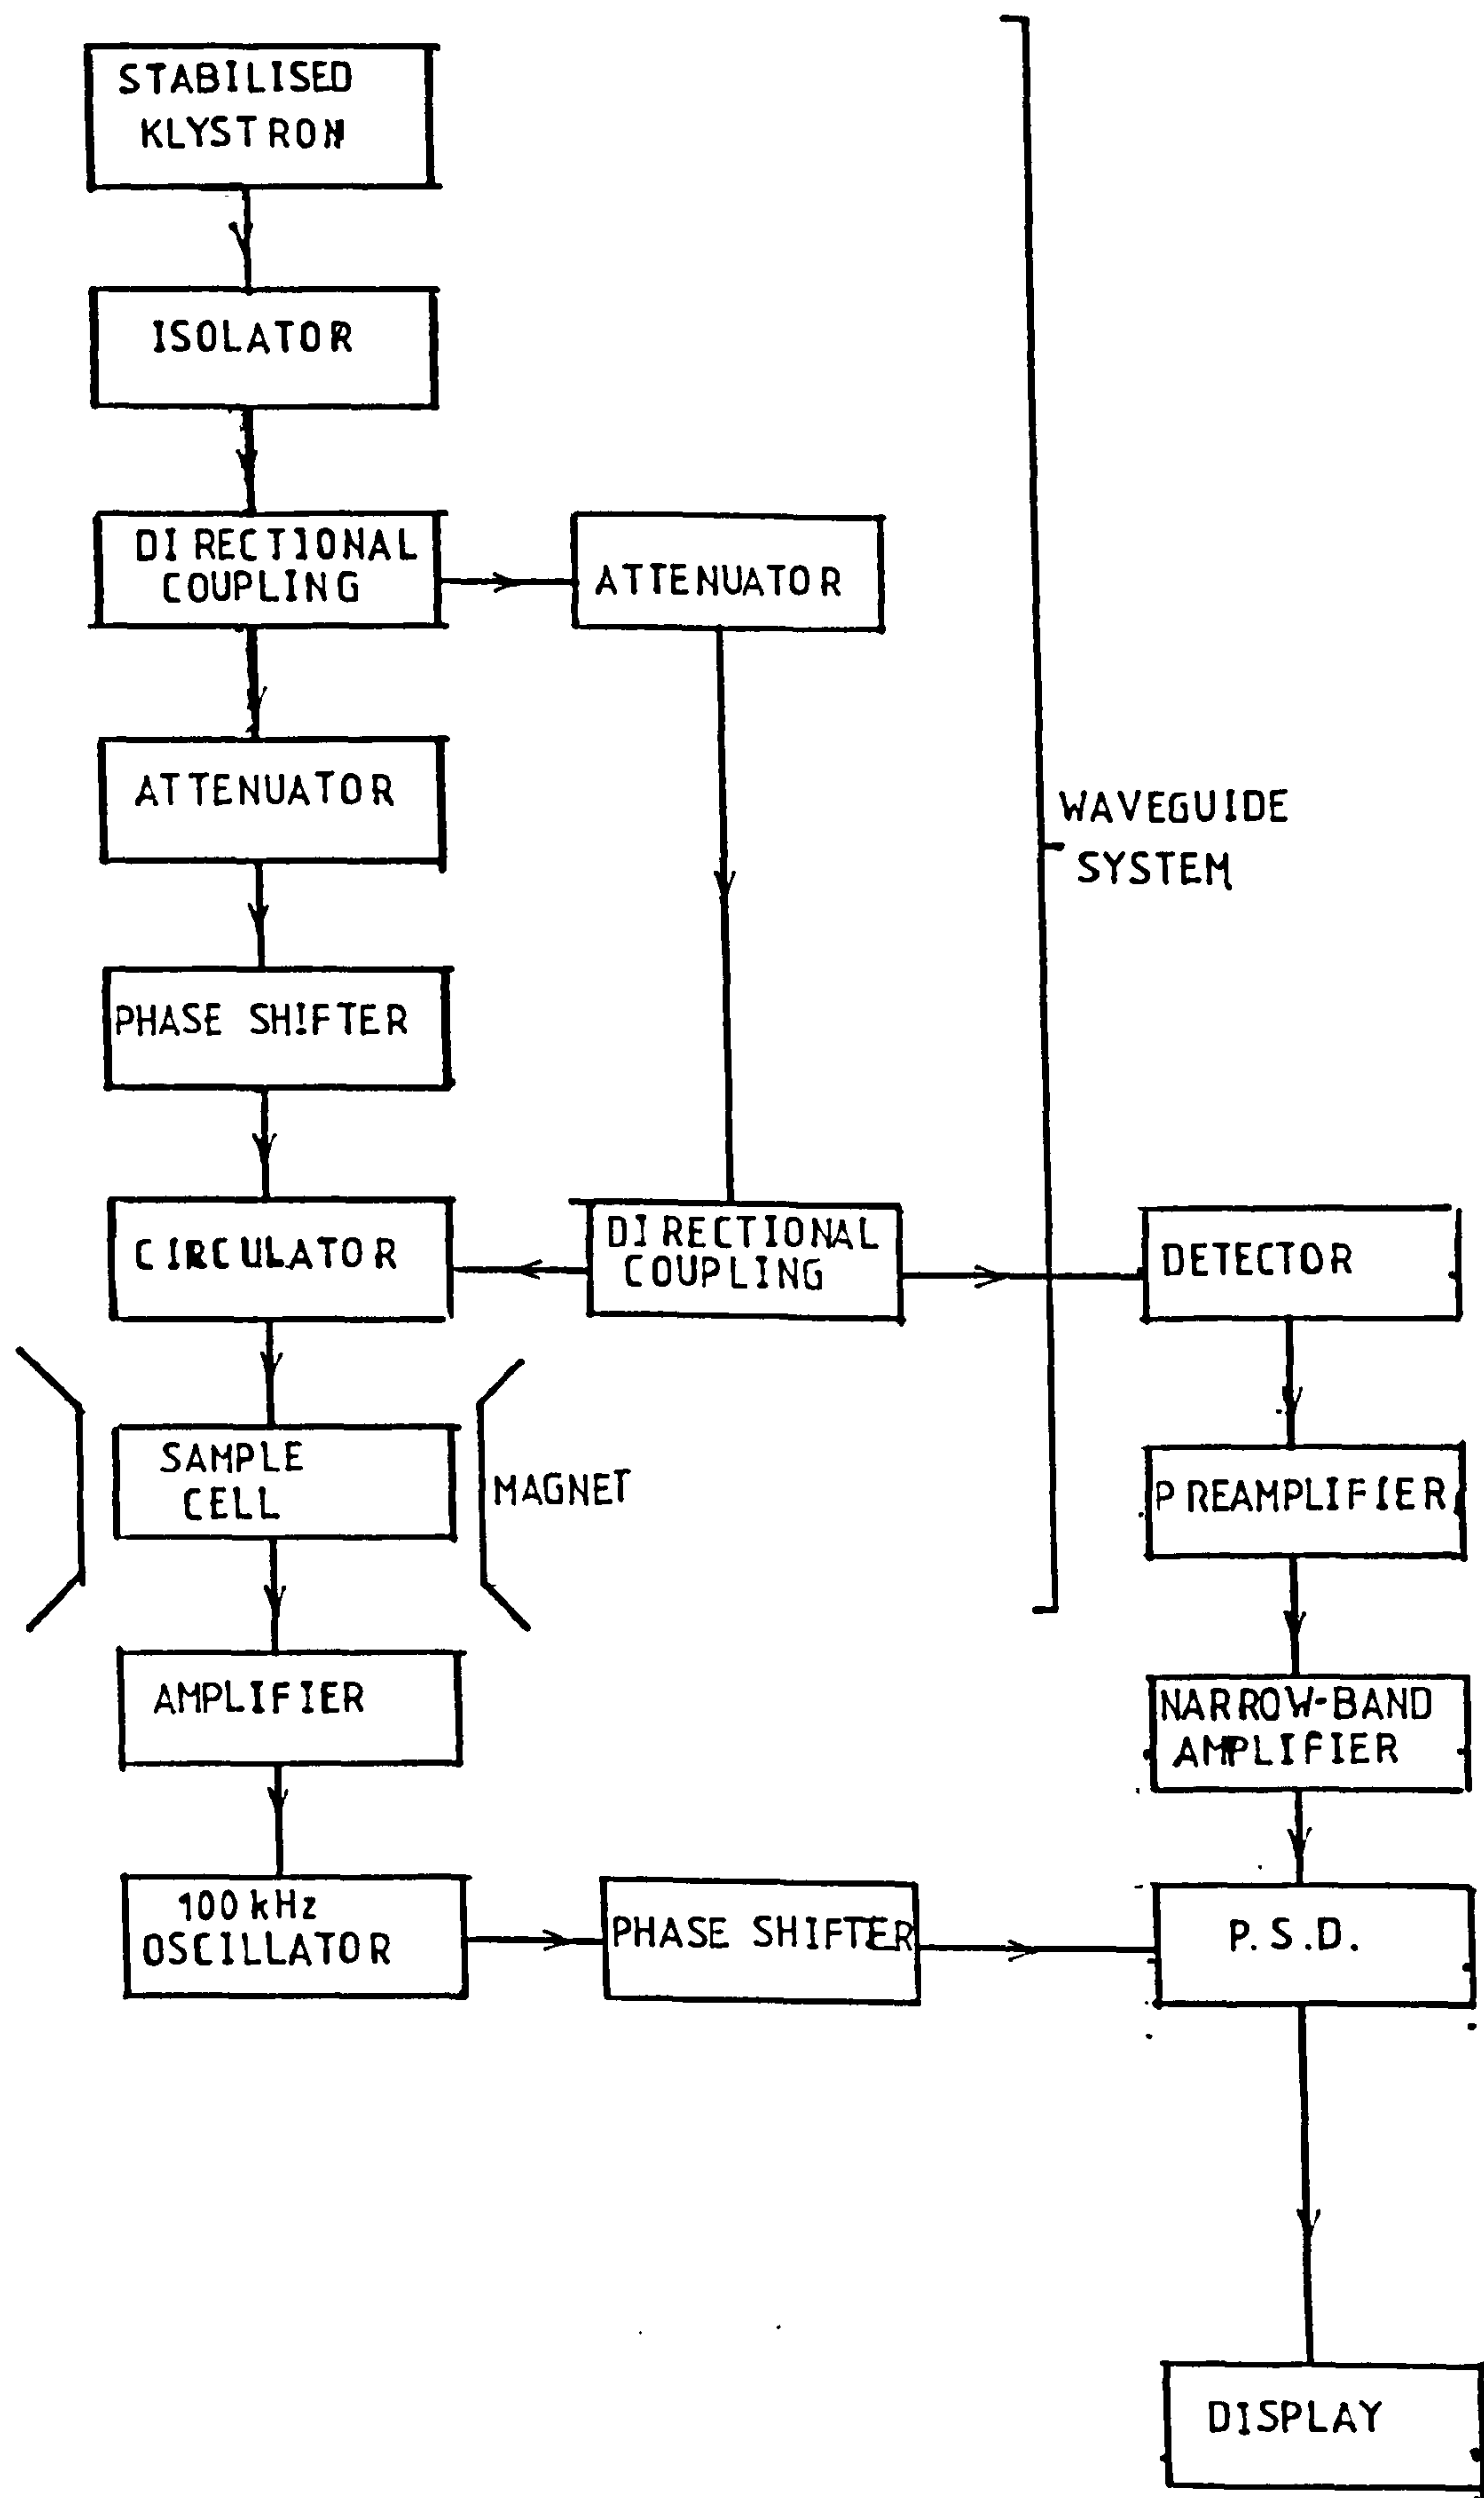 STABILISED
KLYSTRON
ISOLATOR
DIRECTIONAL
COUPLING
ATTENUATOR
ATTENUATOR
WAVEGUIDE
SYSTEM
PHASE SHIFTER
CIRCULATOR
DIRECTIONAL
COUPLING
DETECTOR
SAMPLE
CELL
MAGNET
PREAMPLIFIER
AMPLIFIER
NARROW-BAND
AMPLIFIER
100 kHz
OSCILLATOR
PHASE SHIFTER
P.S.D.
DISPLAY